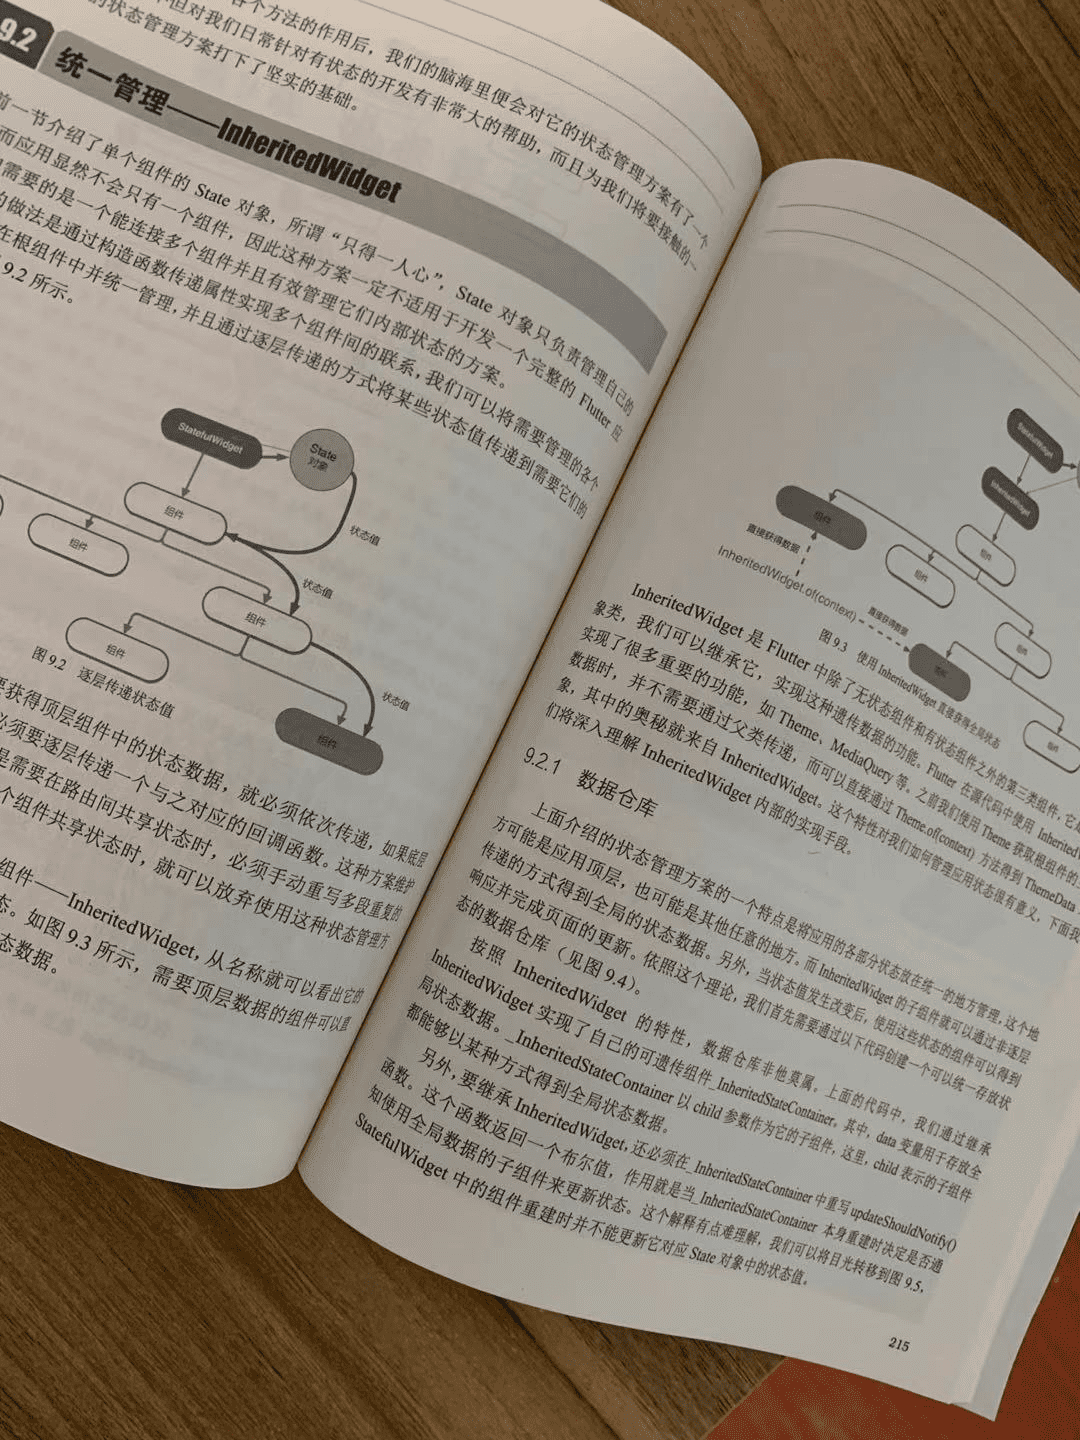 各个方法的作用后，我们的脑海里便会对它的状态管理方案有了一个
但对我们日常针对有状态的开发有非常大的帮助，而且为我们将要接触的一
的状态管理方案打下了坚实的基础。
9.2 统一管理——InheritedWidget
前一节介绍了单个组件的 State 对象，所谓“只得一人心”，State 对象只负责管理自己的
而应用显然不会只有一个组件，因此这种方案一定不适用于开发一个完整的 Flutter 应
需要的是一个能连接多个组件并且有效管理它们内部状态的方案。
的做法是通过构造函数传递属性实现多个组件间的联系，我们可以将需要管理的各个
在根组件中并统一管理，并且通过逐层传递的方式将某些状态值传递到需要它们的
9.2 所示。
StatefulWidget
State
对象
组件
状态值
组件
状态值
组件
组件
状态值
组件
图 9.2 逐层传递状态值
要获得顶层组件中的状态数据，就必须依次传递，如果底层
必须要逐层传递一个与之对应的回调函数。这种方案维护
是需要在路由间共享状态时，必须手动重写多段重复的
个组件共享状态时，就可以放弃使用这种状态管理方
组件——InheritedWidget，从名称就可以看出它的
态。如图 9.3 所示，需要顶层数据的组件可以直
态数据。
StatefulWidget
InheritedWidget
组件
直接获得数据
组件
组件
InheritedWidget.of(context)
直接获得数据
组件
组件
组件
图 9.3 使用 InheritedWidget 直接获得全局状态
InheritedWidget 是 Flutter 中除了无状态组件和有状态组件之外的第三类组件，它
象类，我们可以继承它，实现这种遗传数据的功能。Flutter 在源代码中使用 Inherited
实现了很多重要的功能，如 Theme、MediaQuery 等。之前我们使用 Theme 获取根组件的
数据时，并不需要通过父类传递，而可以直接通过 Theme.of(context) 方法得到 ThemeData
象，其中的奥秘就来自 InheritedWidget。这个特性对我们如何管理应用状态很有意义，下面我
们将深入理解 InheritedWidget 内部的实现手段。
9.2.1 数据仓库
上面介绍的状态管理方案的一个特点是将应用的各部分状态放在统一的地方管理，这个地
方可能是应用顶层，也可能是其他任意的地方。而 InheritedWidget 的子组件就可以通过非逐层
传递的方式得到全局的状态数据。另外，当状态值发生改变后，使用这些状态的组件可以得到
响应并完成页面的更新。依照这个理论，我们首先需要通过以下代码创建一个可以统一存放状
态的数据仓库（见图 9.4）。
按照 InheritedWidget 的特性，数据仓库非他莫属。上面的代码中，我们通过继承
InheritedWidget 实现了自己的可遗传组件_InheritedStateContainer。其中，data 变量用于存放全
局状态数据。_InheritedStateContainer 以 child 参数作为它的子组件，这里，child 表示的子组件
都能够以某种方式得到全局状态数据。
另外，要继承 InheritedWidget，还必须在_InheritedStateContainer 中重写 updateShouldNotify()
函数。这个函数返回一个布尔值，作用就是当_InheritedStateContainer 本身重建时决定是否通
知使用全局数据的子组件来更新状态。这个解释有点难理解，我们可以将目光转移到图 9.5，
StatefulWidget 中的组件重建时并不能更新它对应 State 对象中的状态值。
215